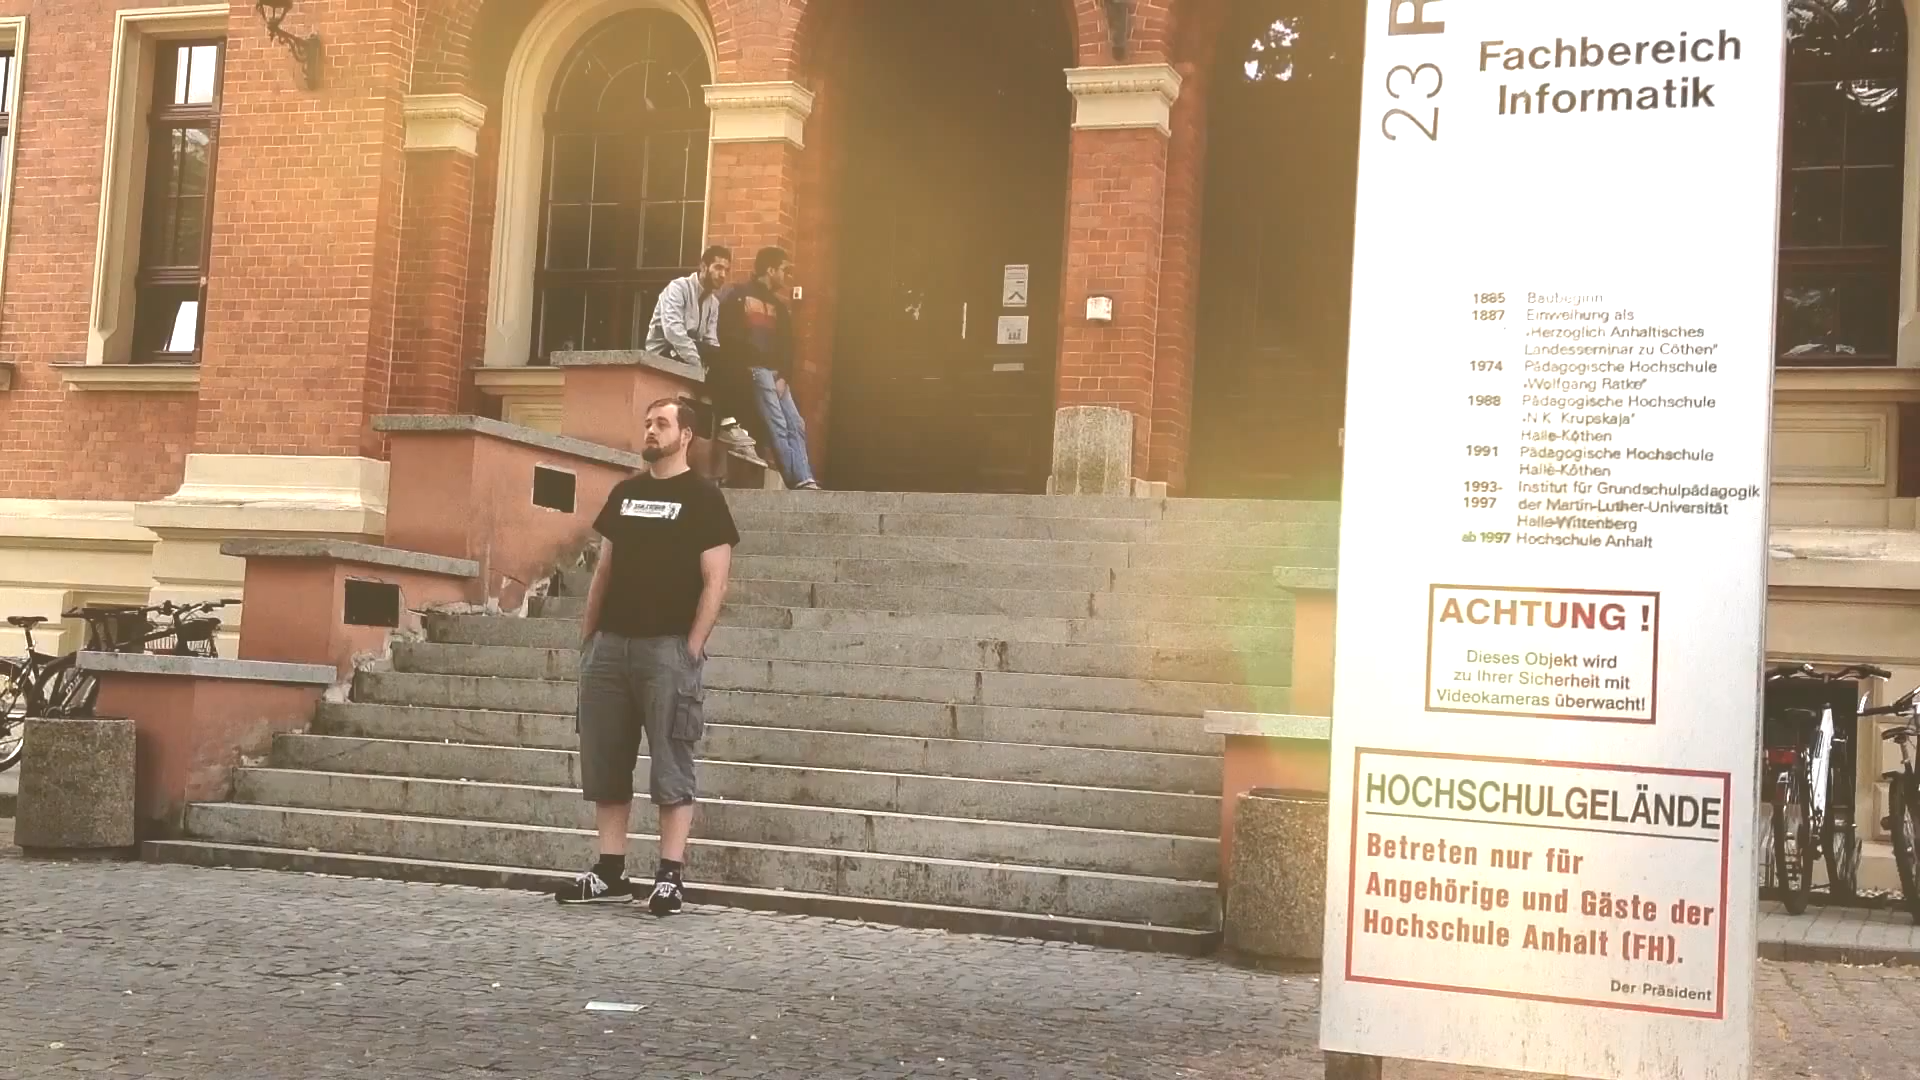 23
Fachbereich
Informatik
1885 Baubeginn
1887 Einweihung als
„Herzoglich Anhaltisches
Landesseminar zu Cöthen"
1974 Pädagogische Hochschule
„Wolfgang Ratke"
1988 Pädagogische Hochschule
„N.K. Krupskaja"
Halle-Köthen
1991 Pädagogische Hochschule
Halle-Köthen
1993- Institut für Grundschulpädagogik
1997 der Martin-Luther-Universität
Halle-Wittenberg
ab 1997 Hochschule Anhalt
ACHTUNG !
Dieses Objekt wird
zu Ihrer Sicherheit mit
Videokameras überwacht!
HOCHSCHULGELÄNDE
Betreten nur für
Angehörige und Gäste der
Hochschule Anhalt (FH).
Der Präsident